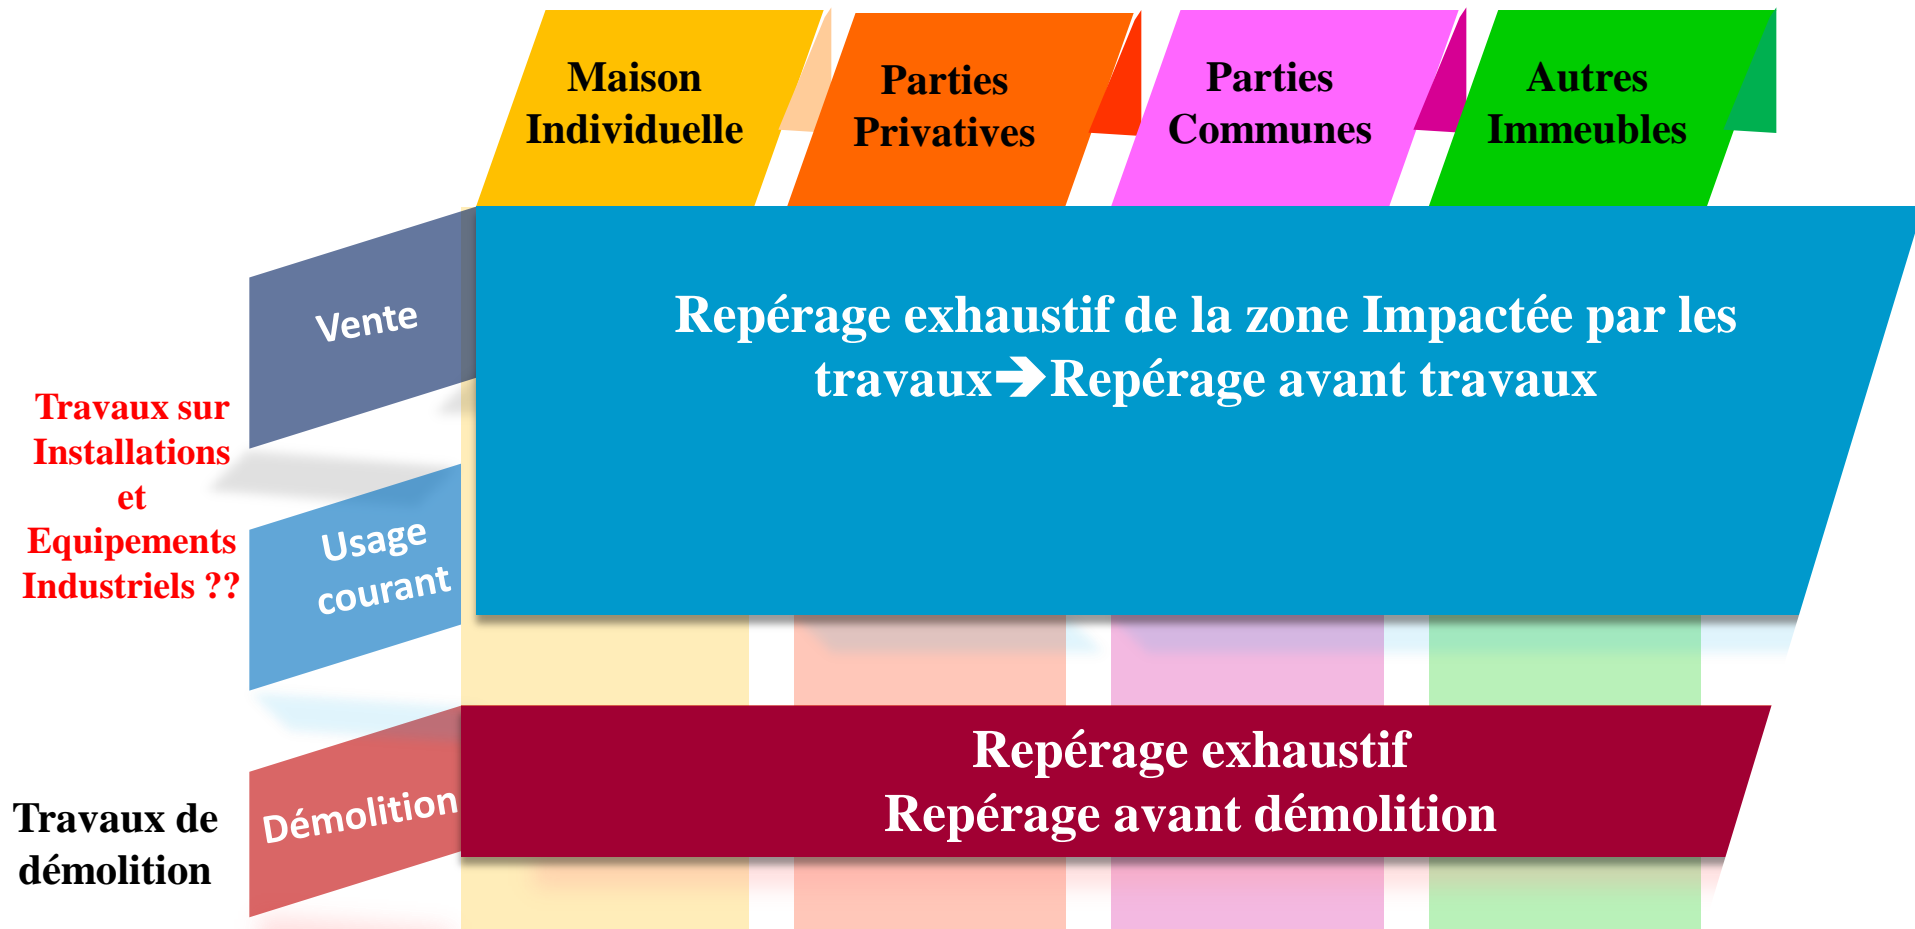 Maison
Individuelle
Parties
Privatives
Parties
Communes
Autres
Immeubles
Vente
Repérage exhaustif de la zone Impactée par les
travaux➔Repérage avant travaux
Travaux sur
Installations
et
Equipements
Industriels ??
Usage
courant
Travaux de
démolition
Démolition
Repérage exhaustif
Repérage avant démolition